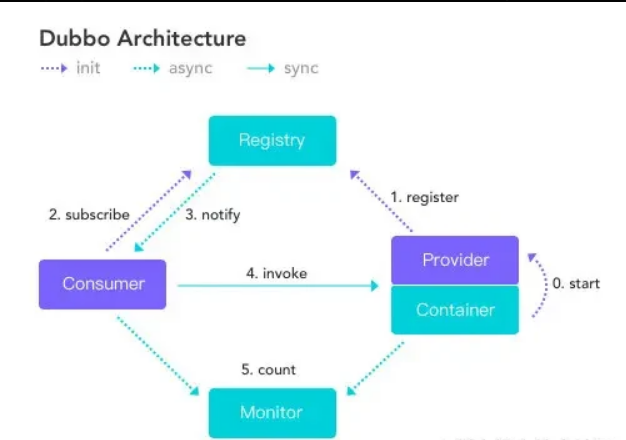 Dubbo Architecture
init async sync
Registry
1. register
2. subscribe 3. notify
Provider
Consumer 4. invoke 0. start
Container
5. count
Monitor